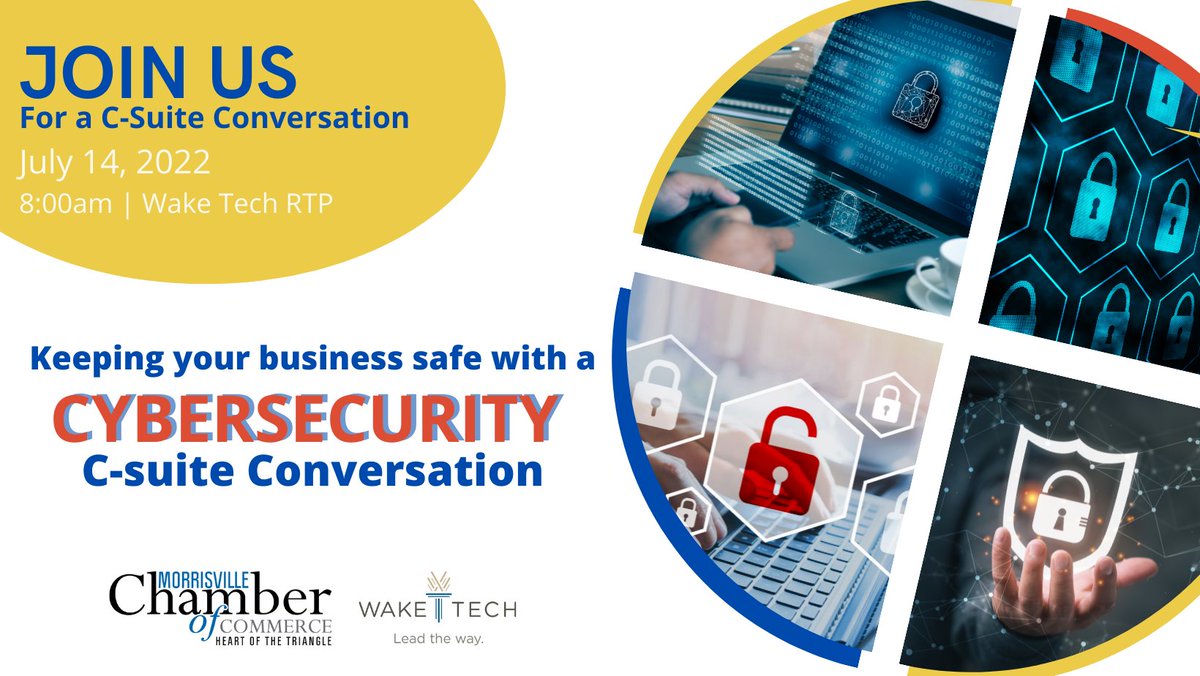 JOIN US
For a C-Suite Conversation
July 14, 2022
8:00am | Wake Tech RTP
Keeping your business safe with a
CYBERSECURITY
C-suite Conversation
MORRISVILLE
Chamber
of COMMERCE
HEART OF THE TRIANGLE
WAKE TECH
Lead the way.